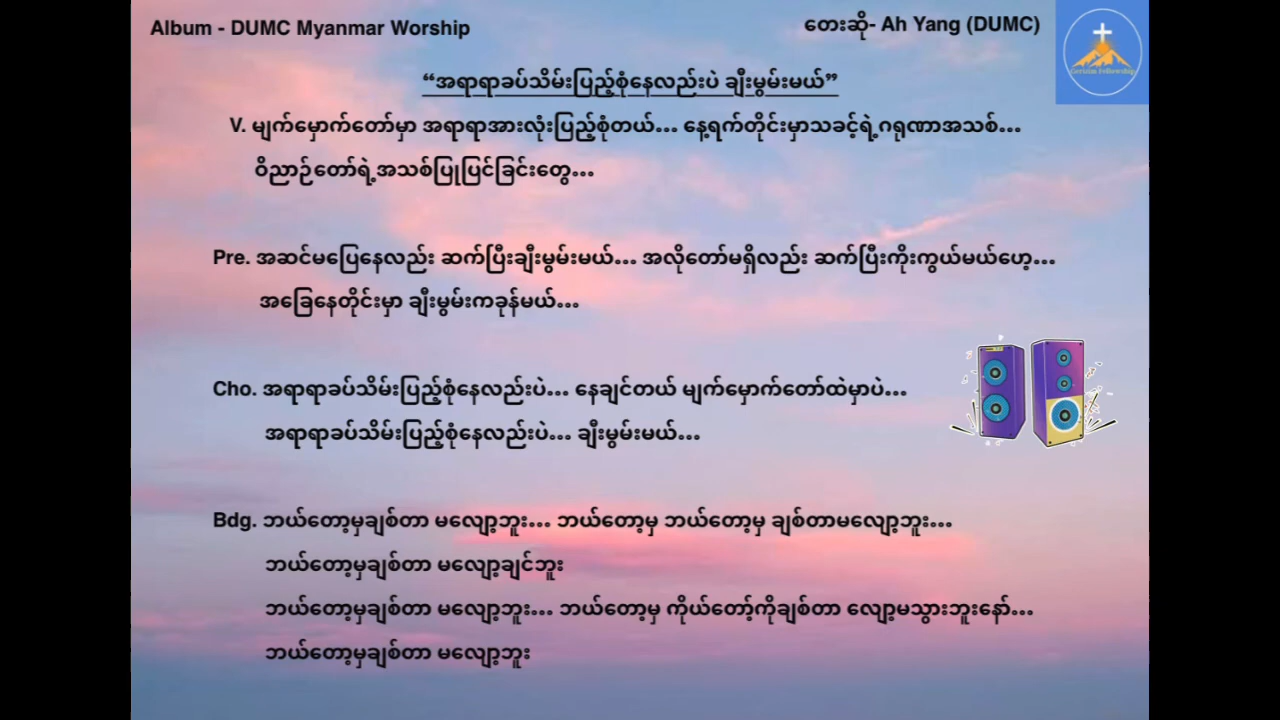 Album - DUMC Myanmar Worship
တေးဆို- Ah Yang (DUMC)
Gerizim Fellowship
“အရာရာခပ်သိမ်းပြည့်စုံနေလည်းပဲ ချီးမွမ်းမယ်”
V. မျက်မှောက်တော်မှာ အရာရာအားလုံးပြည့်စုံတယ်... နေ့ရက်တိုင်းမှာသခင့်ရဲ့ဂရုဏာအသစ်...
ဝိညာဉ်တော်ရဲ့အသစ်ပြုပြင်ခြင်းတွေ...
Pre. အဆင်မပြေနေလည်း ဆက်ပြီးချီးမွမ်းမယ်... အလိုတော်မရှိလည်း ဆက်ပြီးကိုးကွယ်မယ်ဟေ့...
အခြေနေတိုင်းမှာ ချီးမွမ်းကခုန်မယ်...
Cho. အရာရာခပ်သိမ်းပြည့်စုံနေလည်းပဲ... နေချင်တယ် မျက်မှောက်တော်ထဲမှာပဲ...
အရာရာခပ်သိမ်းပြည့်စုံနေလည်းပဲ... ချီးမွမ်းမယ်...
Bdg. ဘယ်တော့မှချစ်တာ မလျော့ဘူး... ဘယ်တော့မှ ဘယ်တော့မှ ချစ်တာမလျော့ဘူး...
ဘယ်တော့မှချစ်တာ မလျော့ချင်ဘူး
ဘယ်တော့မှချစ်တာ မလျော့ဘူး... ဘယ်တော့မှ ကိုယ်တော့်ကိုချစ်တာ လျော့မသွားဘူးနော်...
ဘယ်တော့မှချစ်တာ မလျော့ဘူး